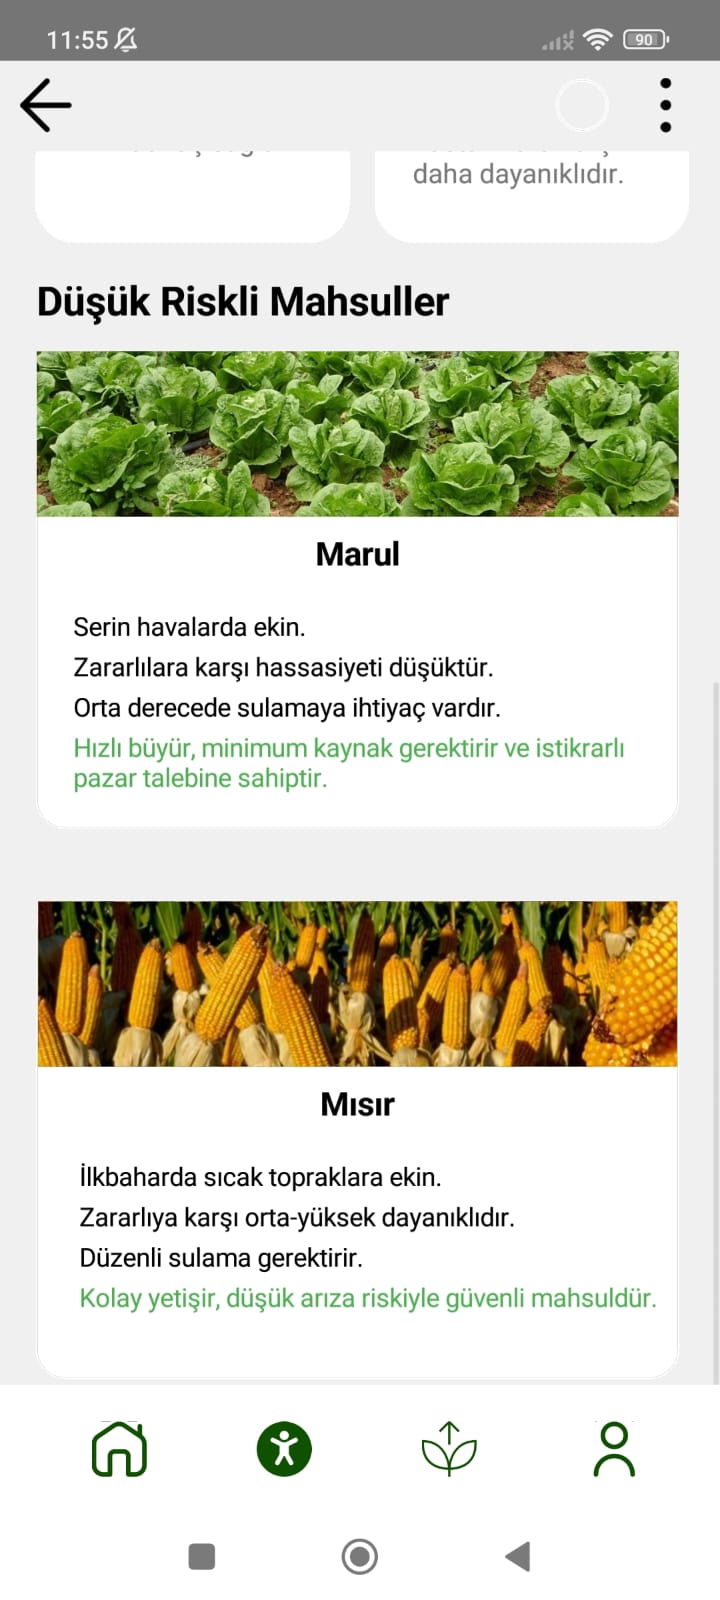 11:55
90
daha dayanıklıdır.
Düşük Riskli Mahsuller
Marul
Serin havalarda ekin.
Zararlılara karşı hassasiyeti düşüktür.
Orta derecede sulamaya ihtiyaç vardır.
Hızlı büyür, minimum kaynak gerektirir ve istikrarlı
pazar talebine sahiptir.
Mısır
İlkbaharda sıcak topraklara ekin.
Zararlıya karşı orta-yüksek dayanıklıdır.
Düzenli sulama gerektirir.
Kolay yetişir, düşük arıza riskiyle güvenli mahsuldür.